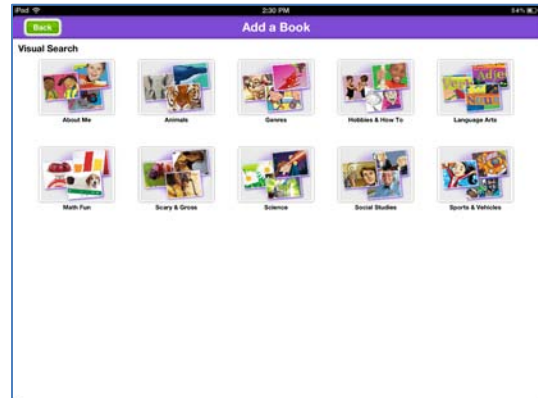 iPad 2:30 PM 54%
Back Add a Book
Visual Search
About Me Animals Genres Hobbies & How To Language Arts
Math Fun Scary & Gross Science Social Studies Sports & Vehicles